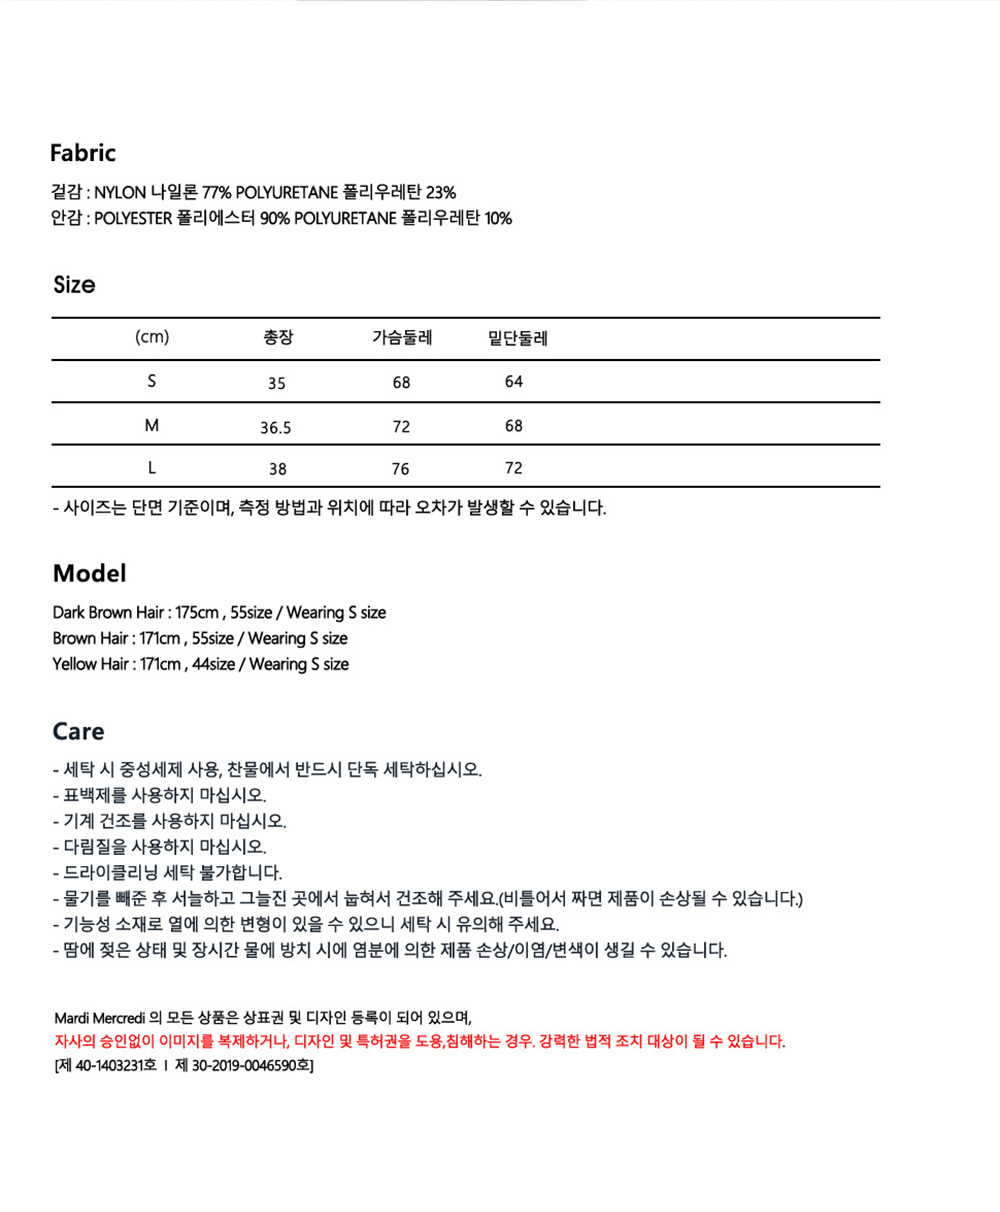 Fabric
겉감 : NYLON 나일론 77% POLYURETANE 폴리우레탄 23%
안감 : POLYESTER 폴리에스터 90% POLYURETANE 폴리우레탄 10%
Size
(cm) 총장 가슴둘레 밑단둘레
S 35 68 64
M 36.5 72 68
L 38 76 72
- 사이즈는 단면 기준이며, 측정 방법과 위치에 따라 오차가 발생할 수 있습니다.
Model
Dark Brown Hair : 175cm , 55size / Wearing S size
Brown Hair : 171cm , 55size / Wearing S size
Yellow Hair : 171cm , 44size / Wearing S size
Care
- 세탁 시 중성세제 사용, 찬물에서 반드시 단독 세탁하십시오.
- 표백제를 사용하지 마십시오.
- 기계 건조를 사용하지 마십시오.
- 다림질을 사용하지 마십시오.
- 드라이클리닝 세탁 불가합니다.
- 물기를 빼준 후 서늘하고 그늘진 곳에서 눕혀서 건조해 주세요.(비틀어서 짜면 제품이 손상될 수 있습니다.)
- 기능성 소재로 열에 의한 변형이 있을 수 있으니 세탁 시 유의해 주세요.
- 땀에 젖은 상태 및 장시간 물에 방치 시에 염분에 의한 제품 손상/이염/변색이 생길 수 있습니다.
Mardi Mercredi 의 모든 상품은 상표권 및 디자인 등록이 되어 있으며,
자사의 승인없이 이미지를 복제하거나, 디자인 및 특허권을 도용,침해하는 경우. 강력한 법적 조치 대상이 될 수 있습니다.
[제 40-1403231호 ㅣ 제 30-2019-0046590호]